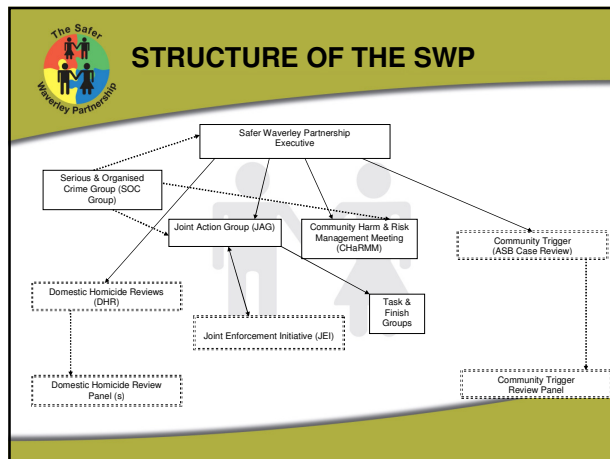 The Safer
Waverley Partnership
STRUCTURE OF THE SWP
Safer Waverley Partnership
Executive
Serious & Organised
Crime Group (SOC
Group)
Joint Action Group (JAG)
Community Harm & Risk
Management Meeting
(CHaRMM)
Community Trigger
(ASB Case Review)
Domestic Homicide Reviews
(DHR)
Joint Enforcement Initiative (JEI)
Task &
Finish
Groups
Domestic Homicide Review
Panel (s)
Community Trigger
Review Panel